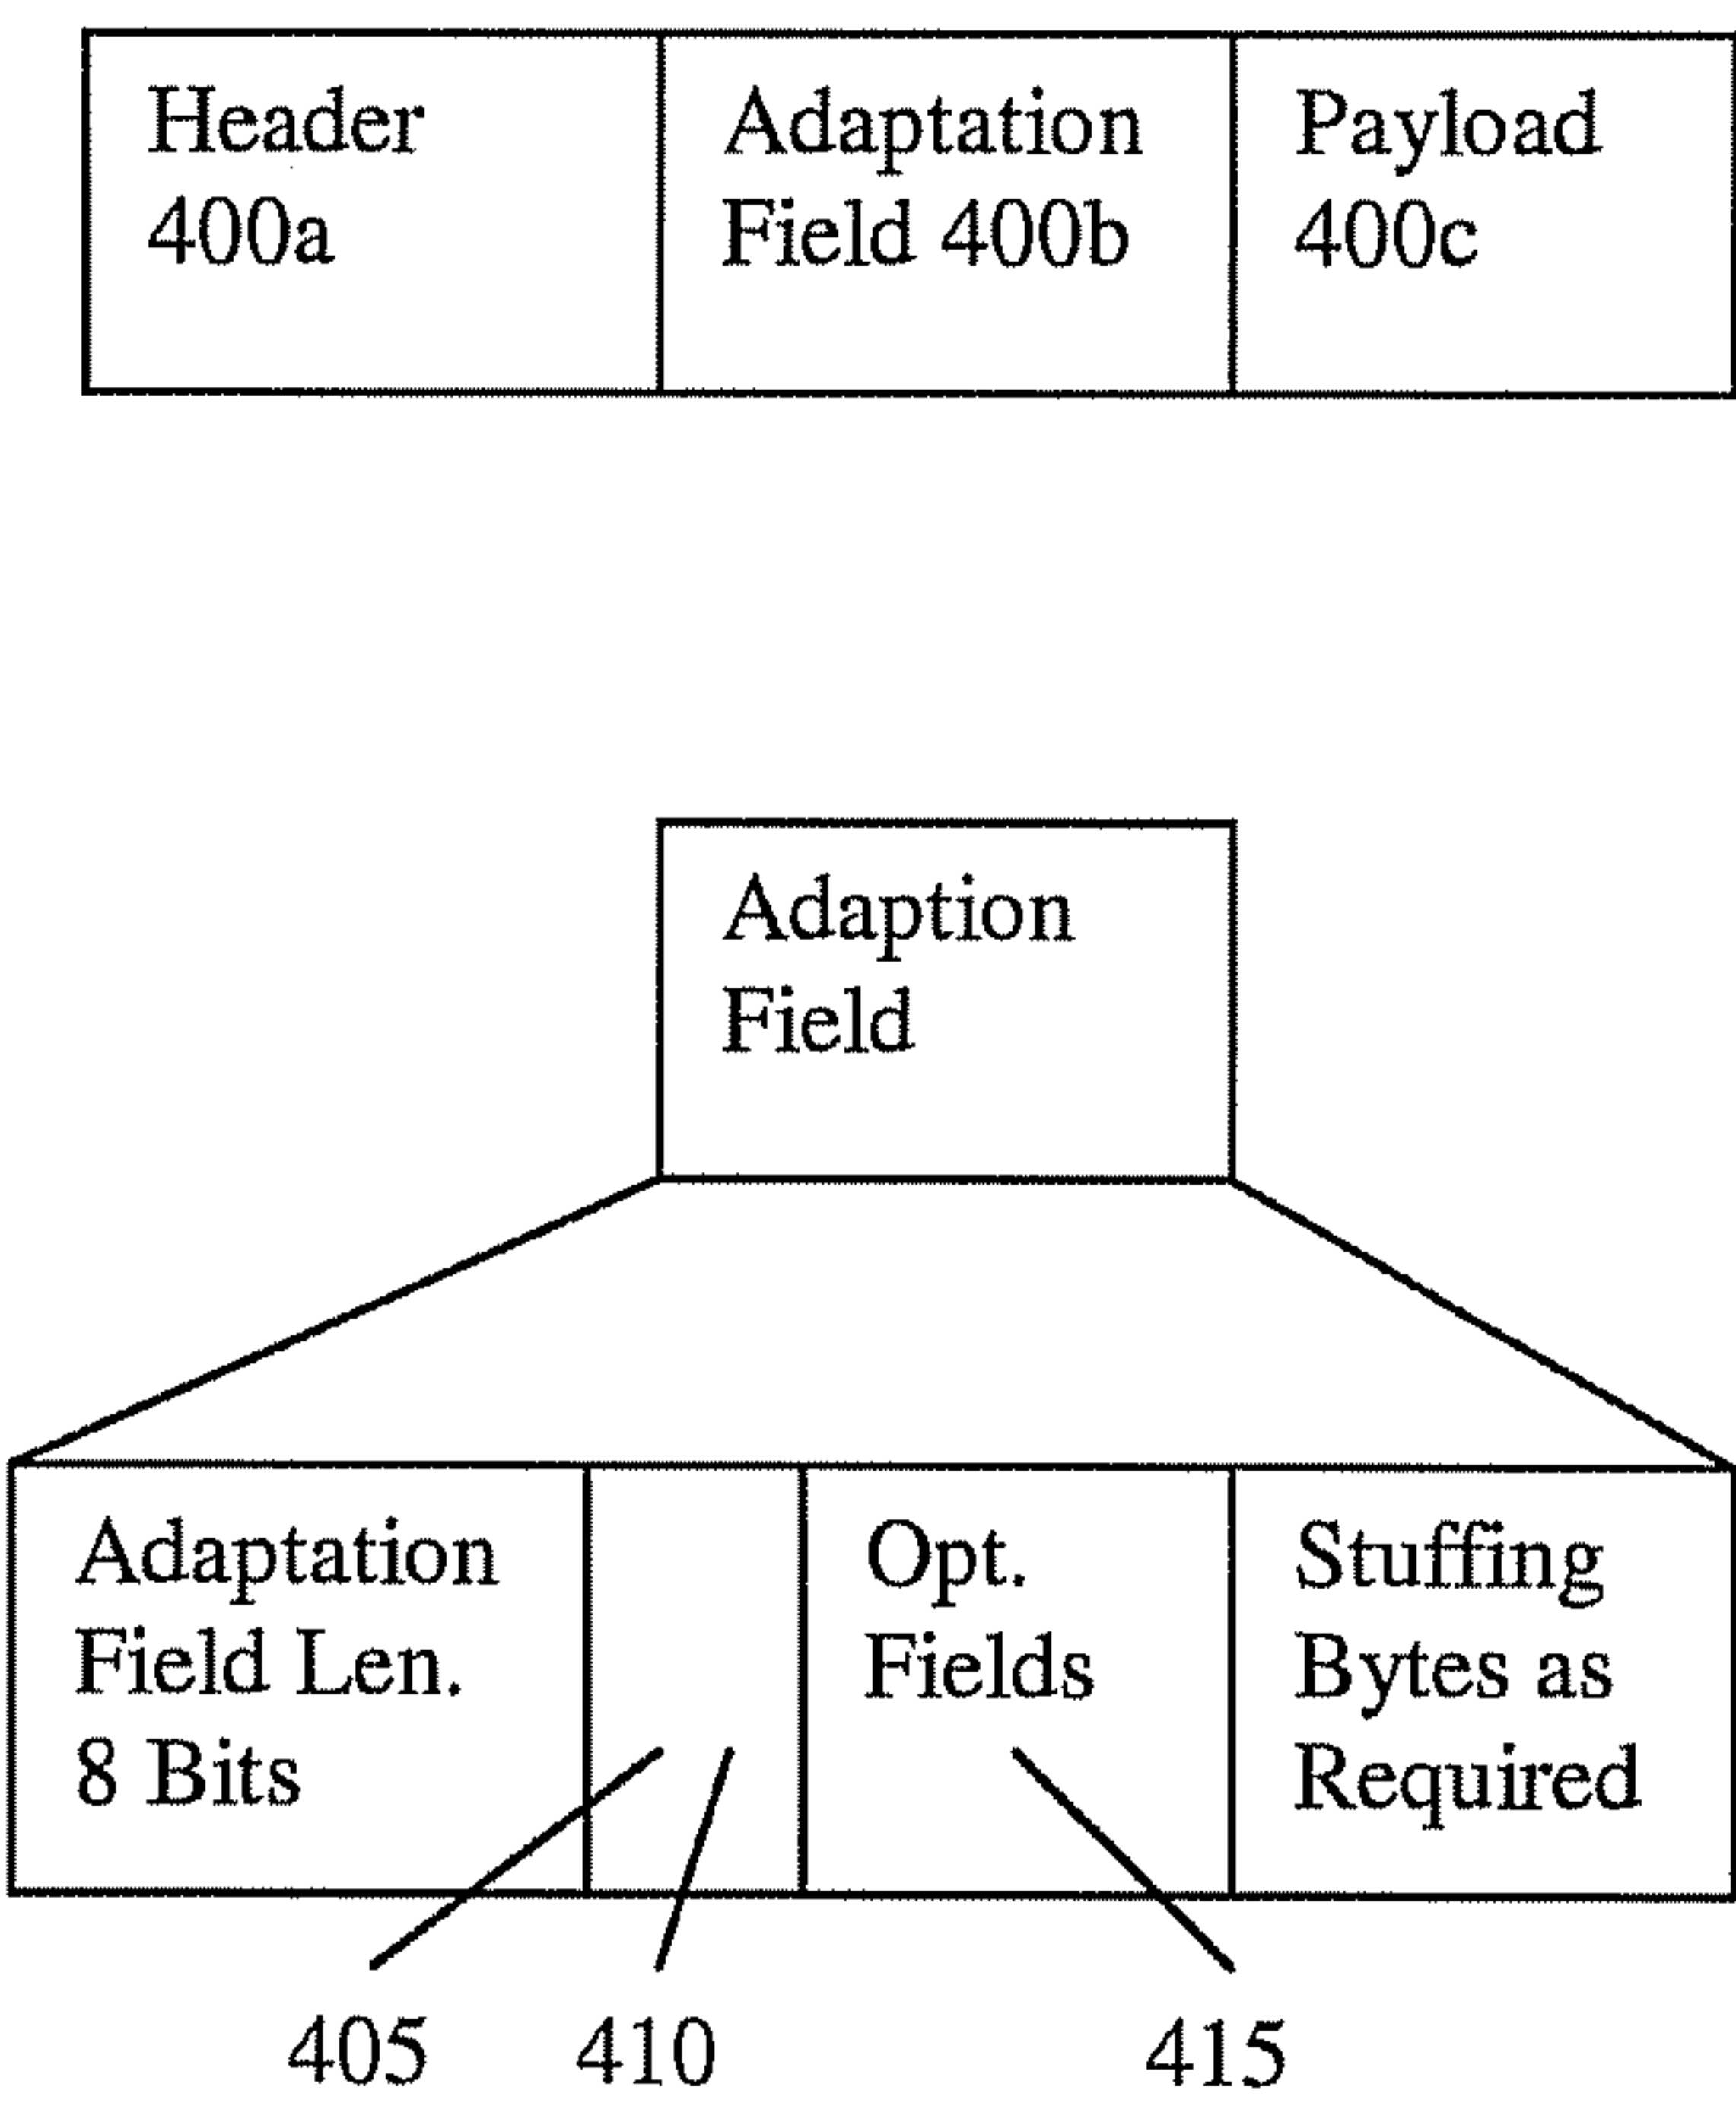 Header
400a
Adaptation
Field 400b
Payload
400c
Adaption
Field
Adaptation
Field Len.
8 Bits
Opt.
Fields
Stuffing
Bytes as
Required
405
410
415